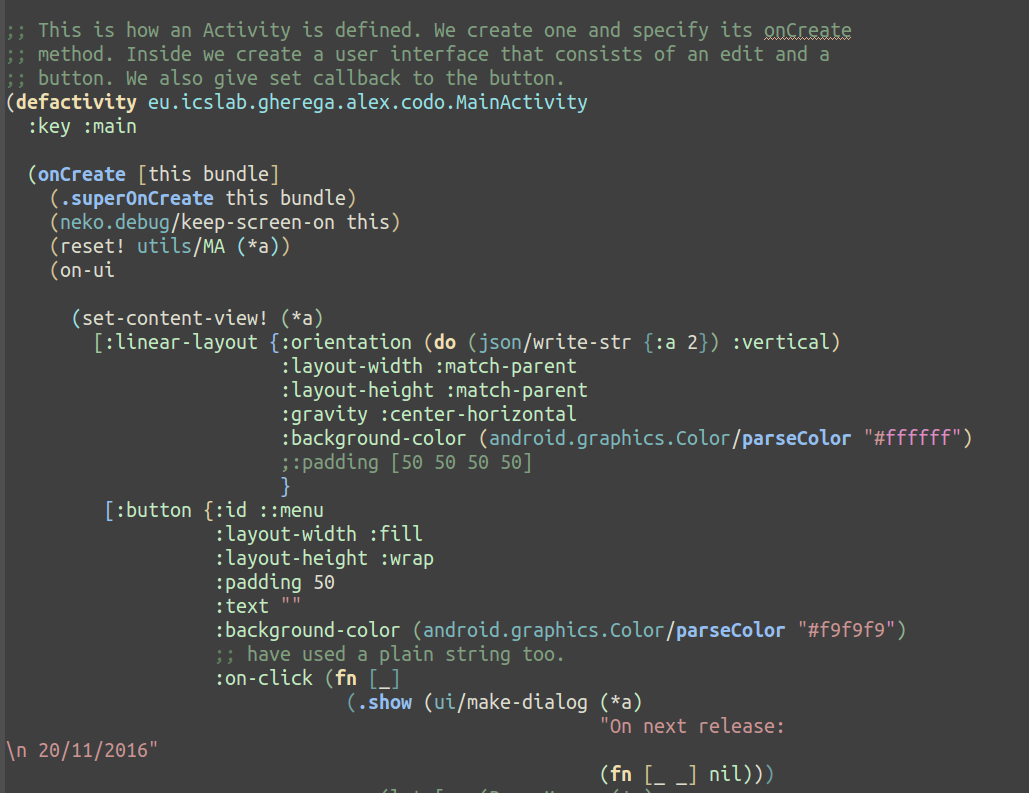 ;; This is how an Activity is defined. We create one and specify its onCreate
;; method. Inside we create a user interface that consists of an edit and a
;; button. We also give set callback to the button.
(defactivity eu.icslab.gherega.alex.codo.MainActivity
  :key :main

  (onCreate [this bundle]
    (.superOnCreate this bundle)
    (neko.debug/keep-screen-on this)
    (reset! utils/MA (*a))
    (on-ui

      (set-content-view! (*a)
        [:linear-layout {:orientation (do (json/write-str {:a 2}) :vertical)
                         :layout-width :match-parent
                         :layout-height :match-parent
                         :gravity :center-horizontal
                         :background-color (android.graphics.Color/parseColor "#ffffff")
                         ;:padding [50 50 50 50]
                         }
         [:button {:id ::menu
                   :layout-width :fill
                   :layout-height :wrap
                   :padding 50
                   :text ""
                   :background-color (android.graphics.Color/parseColor "#f9f9f9")
                   ;; have used a plain string too.
                   :on-click (fn [_]
                               (.show (ui/make-dialog (*a)
                                                      "On next release:
\n 20/11/2016"
                                                      (fn [_ _] nil)))